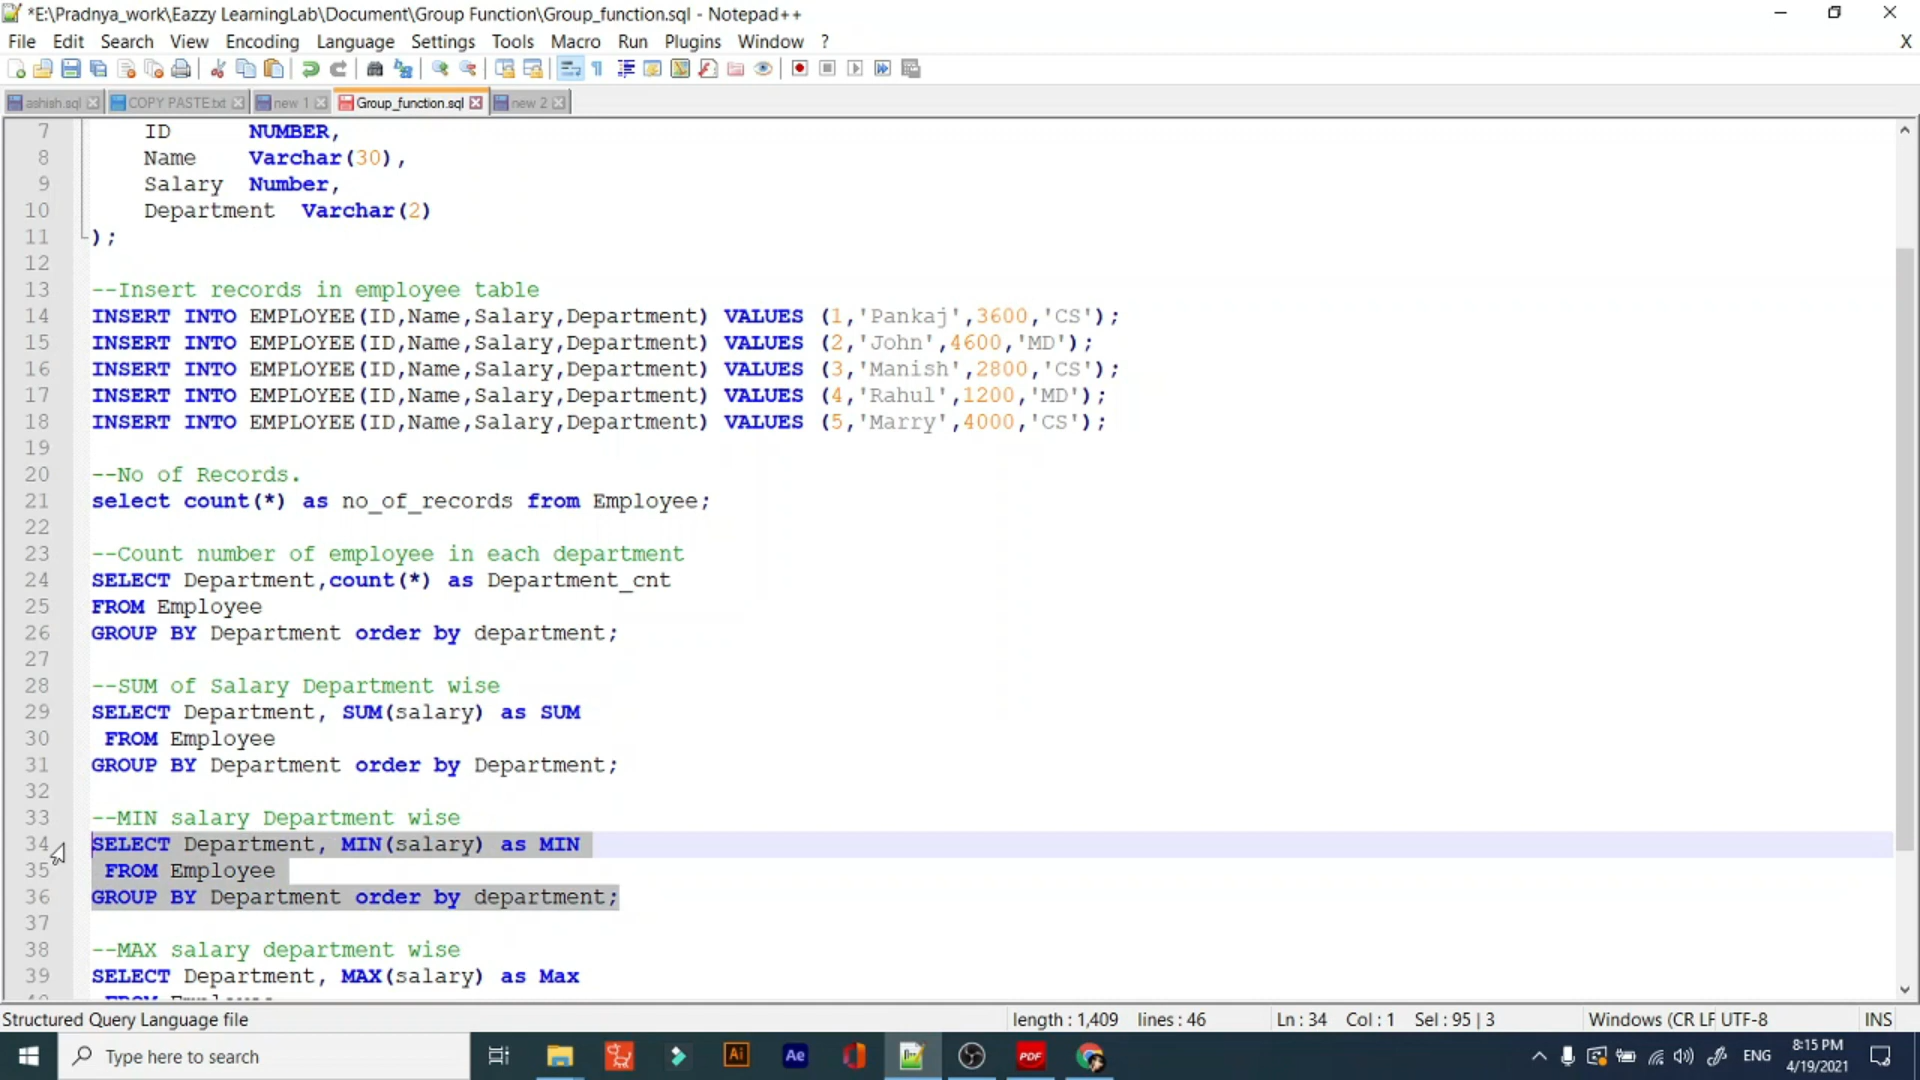 *E:\Pradnya_work\Eazzy LearningLab\Document\Group Function\Group_function.sql - Notepad++
File Edit Search View Encoding Language Settings Tools Macro Run Plugins Window ? X
ashish.sql COPY PASTE.txt new 1 Group_function.sql new 2
7 ID NUMBER,
8 Name Varchar(30),
9 Salary Number,
10 Department Varchar(2)
11 );
12
13 --Insert records in employee table
14 INSERT INTO EMPLOYEE(ID,Name,Salary,Department) VALUES (1,'Pankaj',3600,'CS');
15 INSERT INTO EMPLOYEE(ID,Name,Salary,Department) VALUES (2,'John',4600,'MD');
16 INSERT INTO EMPLOYEE(ID,Name,Salary,Department) VALUES (3,'Manish',2800,'CS');
17 INSERT INTO EMPLOYEE(ID,Name,Salary,Department) VALUES (4,'Rahul',1200,'MD');
18 INSERT INTO EMPLOYEE(ID,Name,Salary,Department) VALUES (5,'Marry',4000,'CS');
19
20 --No of Records.
21 select count(*) as no_of_records from Employee;
22
23 --Count number of employee in each department
24 SELECT Department,count(*) as Department_cnt
25 FROM Employee
26 GROUP BY Department order by department;
27
28 --SUM of Salary Department wise
29 SELECT Department, SUM(salary) as SUM
30 FROM Employee
31 GROUP BY Department order by Department;
32
33 --MIN salary Department wise
34 SELECT Department, MIN(salary) as MIN
35 FROM Employee
36 GROUP BY Department order by department;
37
38 --MAX salary department wise
39 SELECT Department, MAX(salary) as Max
Structured Query Language file length : 1,409 lines : 46 Ln : 34 Col : 1 Sel : 95 | 3 Windows (CR LF UTF-8 INS
Type here to search Ai Ae PDF ENG 8:15 PM
4/19/2021